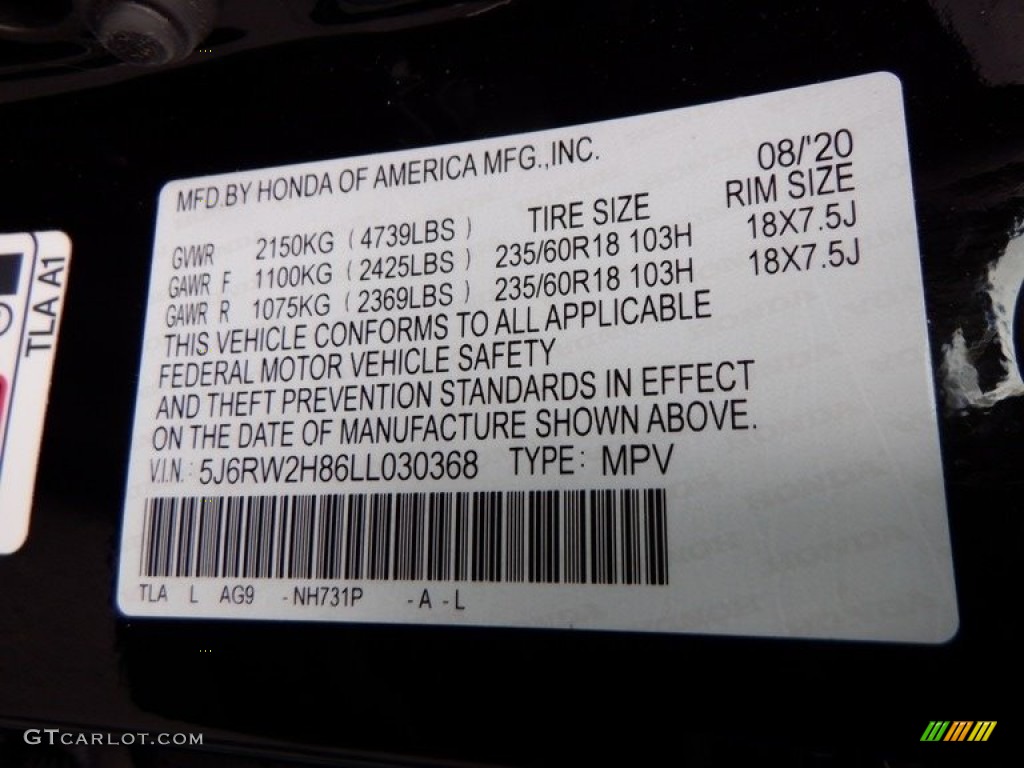 MFD.BY HONDA OF AMERICA MFG.,INC. 08/'20
TIRE SIZE RIM SIZE
GVWR 2150KG ( 4739LBS )
GAWR F 1100KG ( 2425LBS ) 235/60R18 103H 18X7.5J
GAWR R 1075KG ( 2369LBS ) 235/60R18 103H 18X7.5J
THIS VEHICLE CONFORMS TO ALL APPLICABLE
FEDERAL MOTOR VEHICLE SAFETY
AND THEFT PREVENTION STANDARDS IN EFFECT
ON THE DATE OF MANUFACTURE SHOWN ABOVE.
V.I.N.: 5J6RW2H86LL030368 TYPE: MPV
TLA L AG9 -NH731P -A -L
TLA A1
GTCARLOT.COM